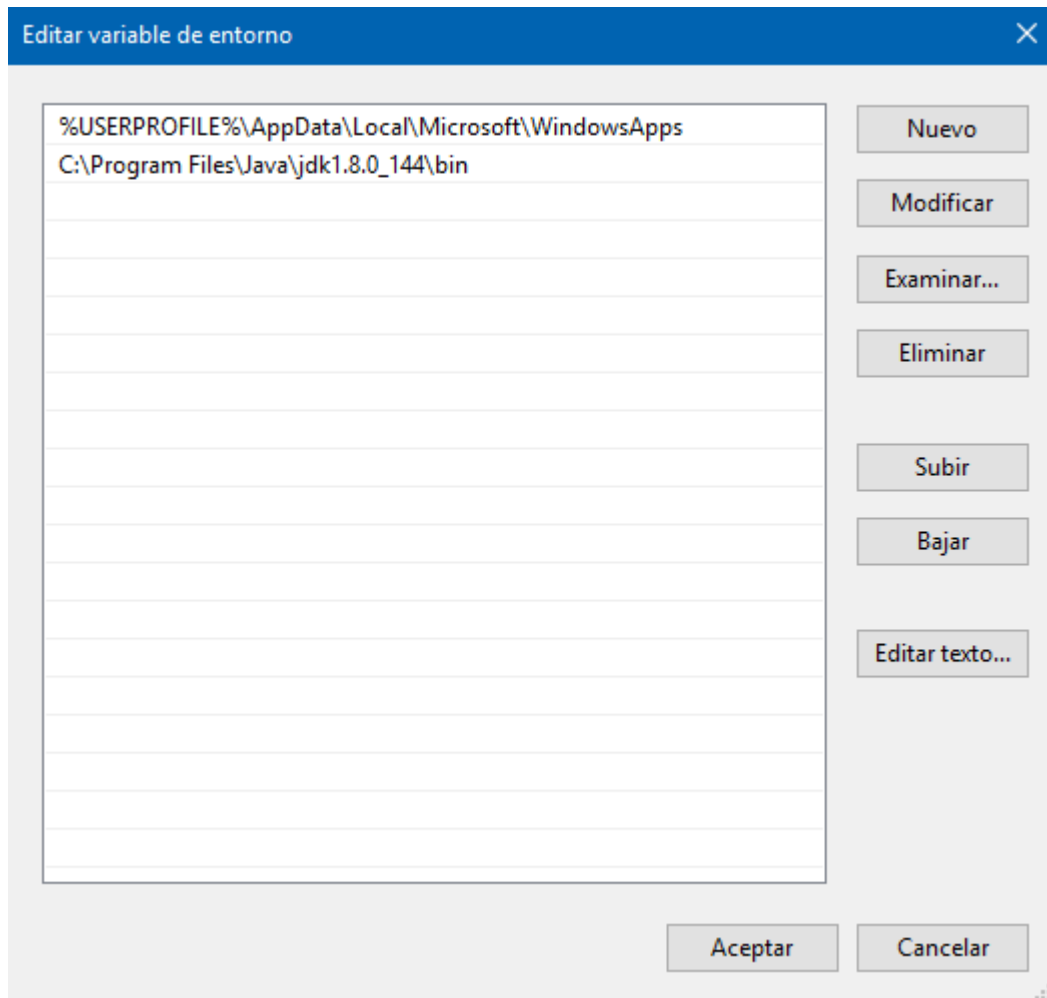 Editar variable de entorno
%USERPROFILE%\AppData\Local\Microsoft\WindowsApps
C:\Program Files\Java\jdk1.8.0_144\bin
Nuevo
Modificar
Examinar...
Eliminar
Subir
Bajar
Editar texto...
Aceptar
Cancelar